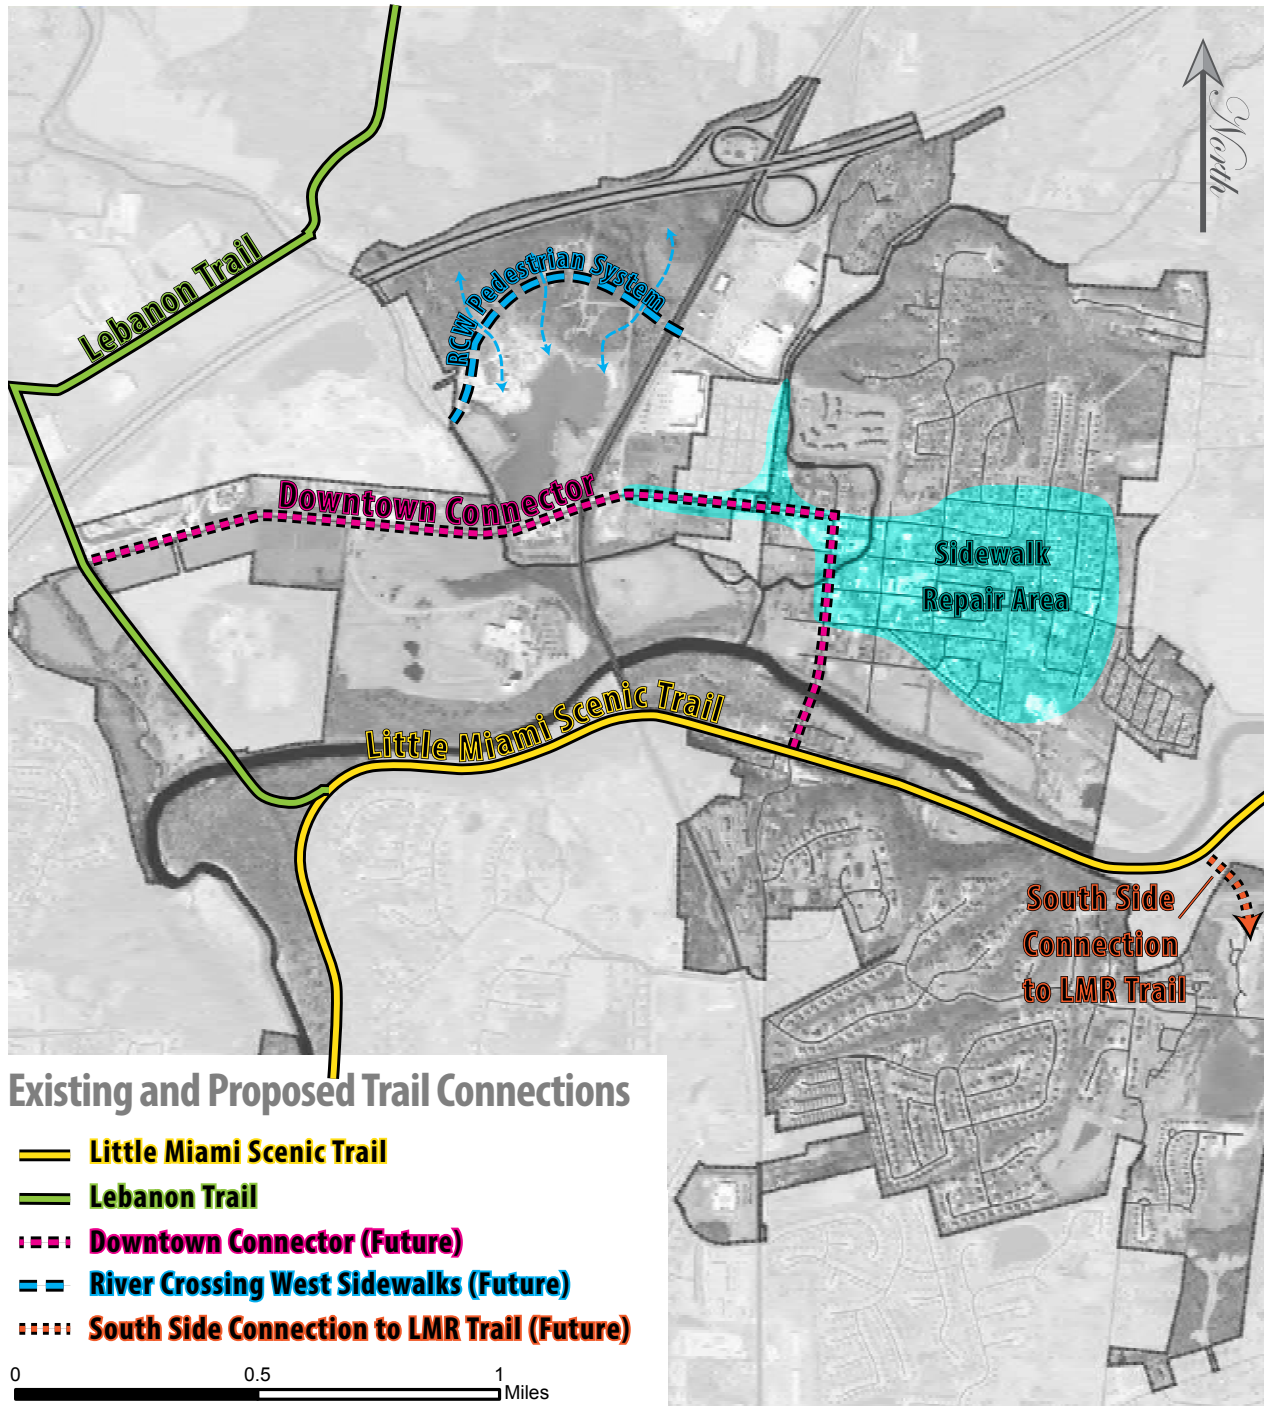 North
Lebanon Trail
RCW Pedestrian System
Downtown Connector
Sidewalk
Repair Area
Little Miami Scenic Trail
South Side
Connection
to LMR Trail
Existing and Proposed Trail Connections
Little Miami Scenic Trail
Lebanon Trail
Downtown Connector (Future)
River Crossing West Sidewalks (Future)
South Side Connection to LMR Trail (Future)
0 0.5 1
Miles